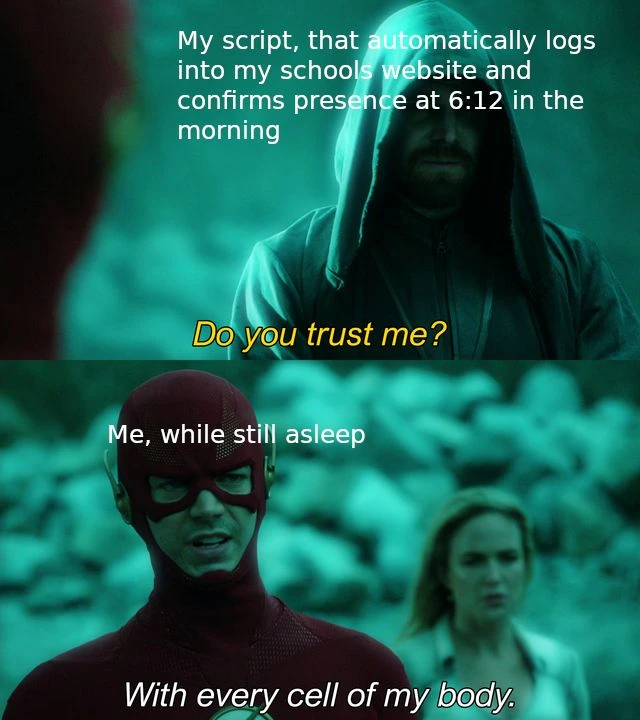 My script, that automatically logs
into my schools website and
confirms presence at 6:12 in the
morning
Do you trust me?
Me, while still asleep
With every cell of my body.